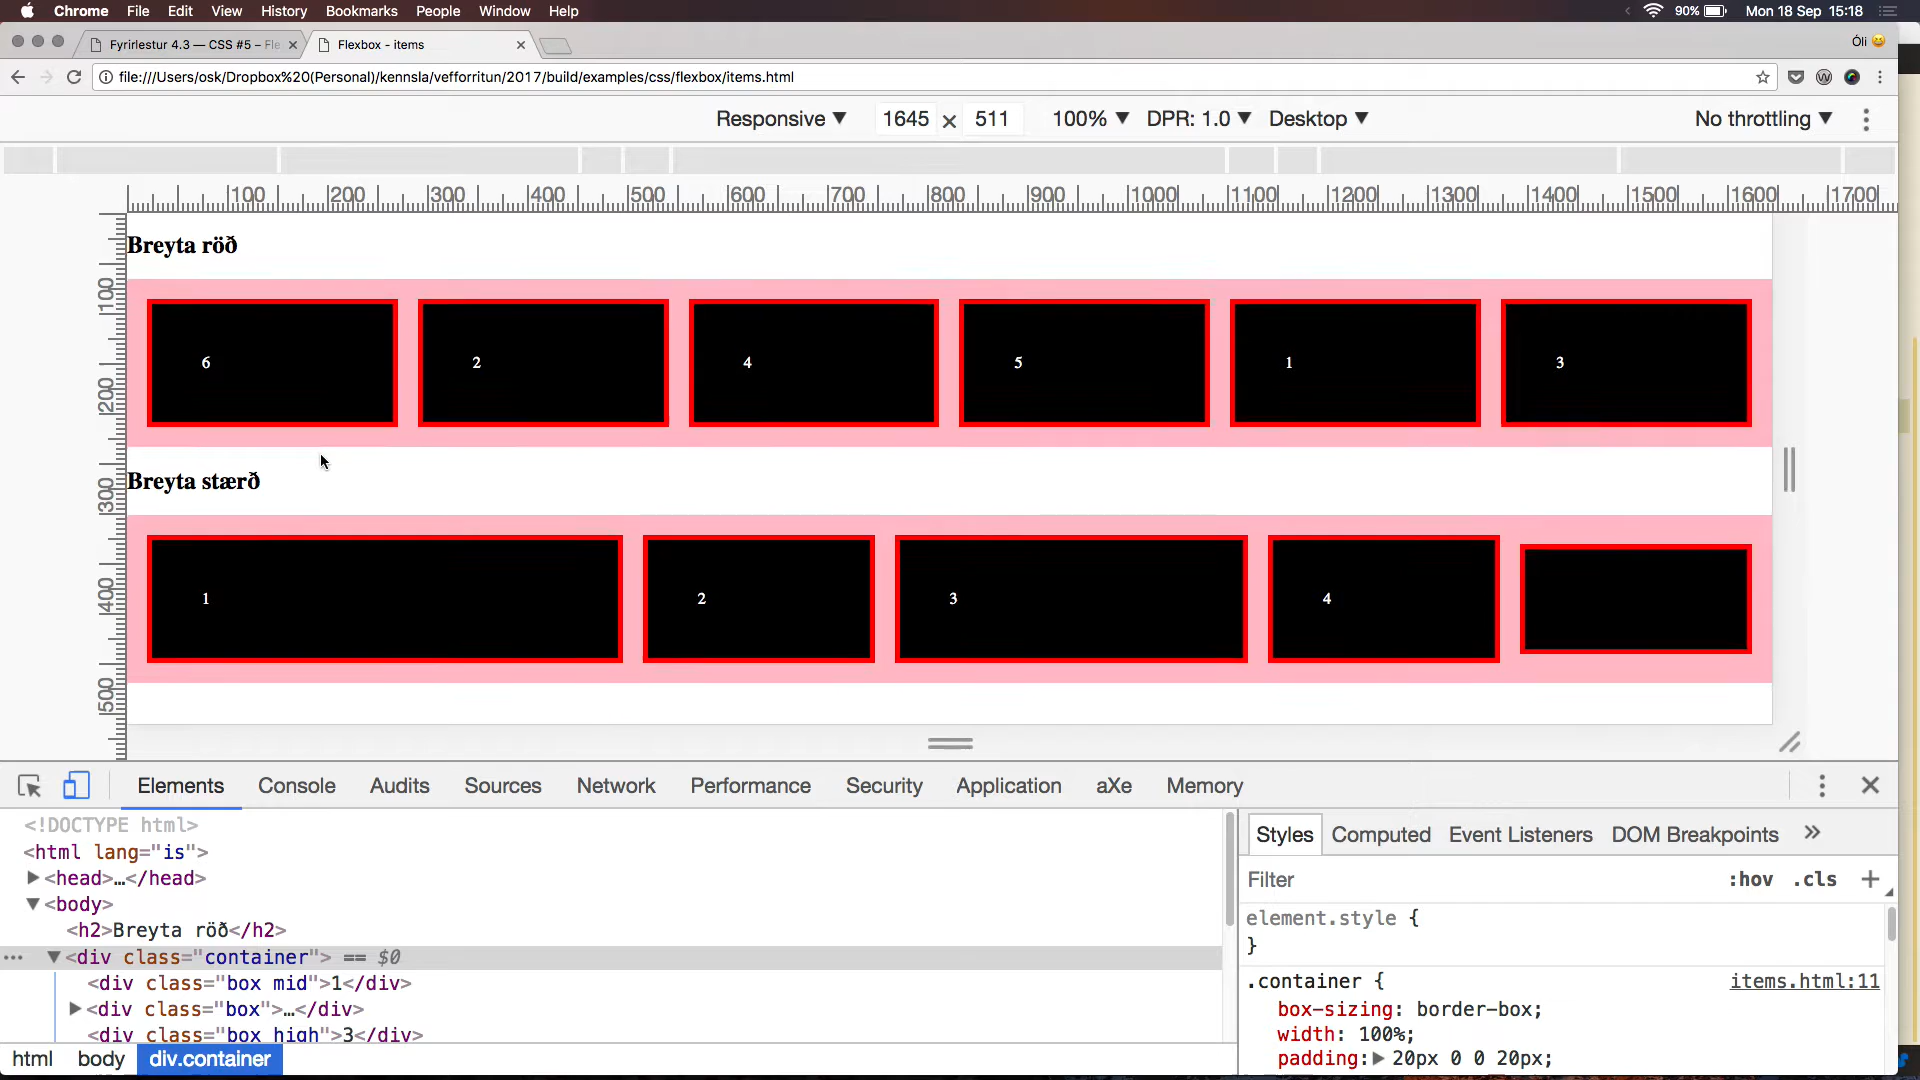 Chrome File Edit View History Bookmarks People Window Help 90% Mon 18 Sep 15:18
Fyrirlestur 4.3 — CSS #5 – Fle Flexbox - items Óli
file:///Users/osk/Dropbox%20(Personal)/kennsla/vefforritun/2017/build/examples/css/flexbox/items.html
Responsive ▼ 1645 × 511 100% ▼ DPR: 1.0 ▼ Desktop ▼ No throttling ▼
100 200 300 400 500 600 700 800 900 1000 1100 1200 1300 1400 1500 1600 1700
100
200
300
400
500
Breyta röð
6 2 4 5 1 3
Breyta stærð
1 2 3 4
Elements Console Audits Sources Network Performance Security Application aXe Memory
<!DOCTYPE html>
<html lang="is">
▶<head>…</head>
▼<body>
<h2>Breyta röð</h2>
… ▼<div class="container"> == $0
<div class="box mid">1</div>
▶<div class="box">…</div>
<div class="box high">3</div>
html body div.container
Styles Computed Event Listeners DOM Breakpoints »
Filter :hov .cls +
element.style {
}
.container { items.html:11
box-sizing: border-box;
width: 100%;
padding:▶ 20px 0 0 20px;